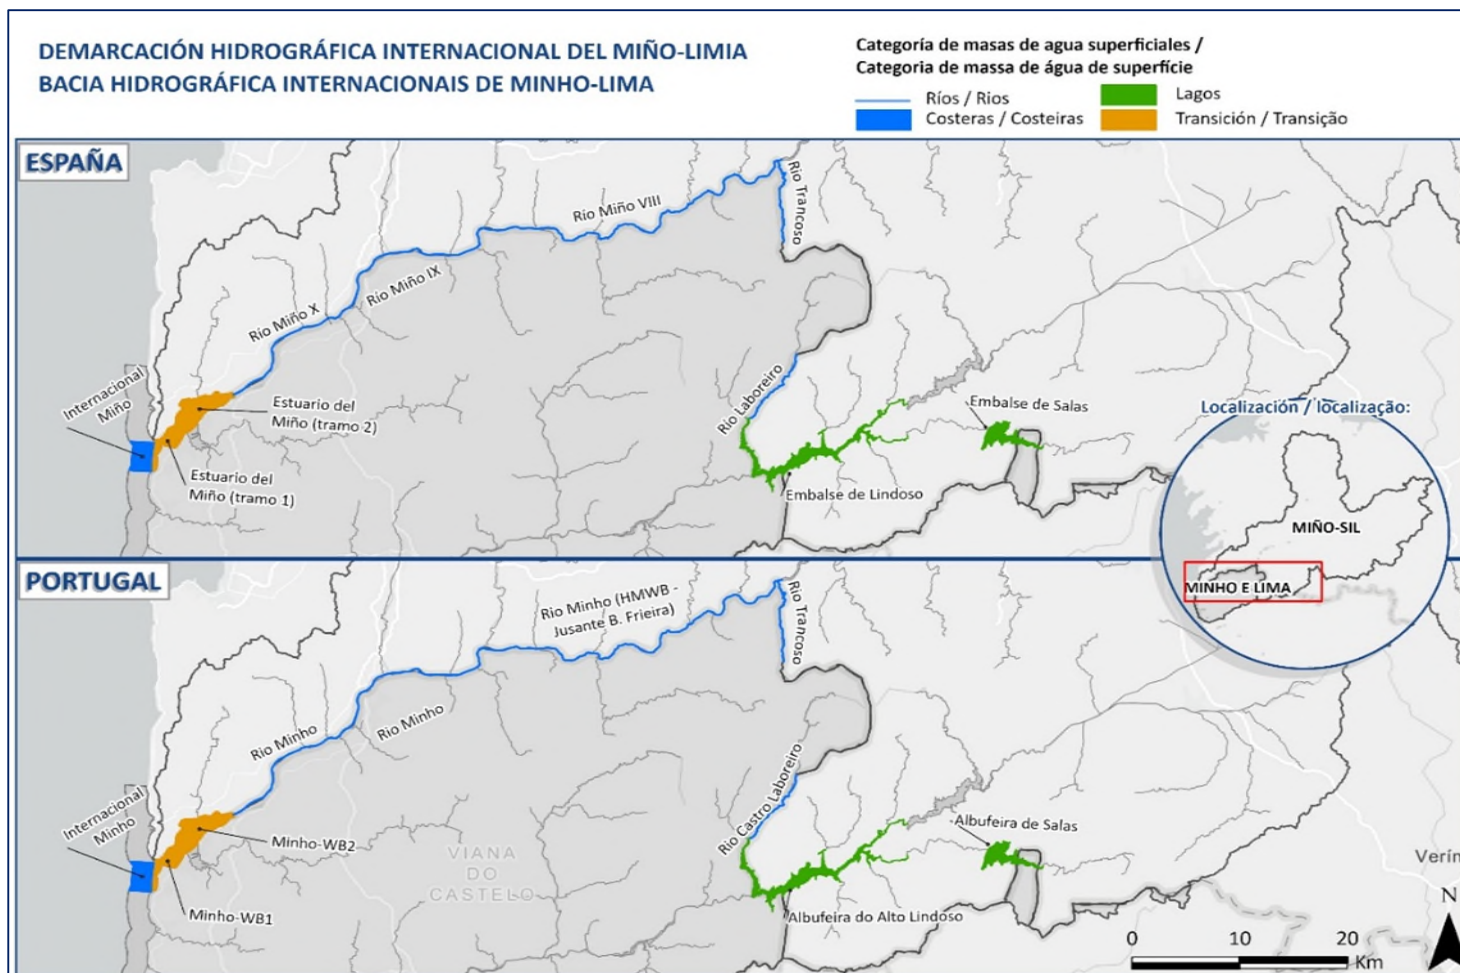 DEMARCACIÓN HIDROGRÁFICA INTERNACIONAL DEL MIÑO-LIMIA
BACIA HIDROGRÁFICA INTERNACIONAIS DE MINHO-LIMA
Categoría de masas de agua superficiales /
Categoria de massa de água de superfície
Ríos / Rios
Lagos
Costeras / Costeiras
Transición / Transição
ESPAÑA
Río Miño VIII
Río Trancoso
Río Miño IX
Río Miño X
Internacional
Miño
Estuario del
Miño (tramo 2)
Estuario del
Miño (tramo 1)
Río Laboreiro
Embalse de Salas
Embalse de Lindoso
Localización / localização:
MIÑO-SIL
MINHO E LIMA
PORTUGAL
Rio Minho (HMWB -
Jusante B. Frieira)
Rio Trancoso
Rio Minho
Rio Minho
Internacional
Minho
Minho-WB2
Minho-WB1
VIANA
DO
CASTELO
Rio Castro Laboreiro
Albufeira de Salas
Albufeira do Alto Lindoso
Verín
N
0 10 20
Km